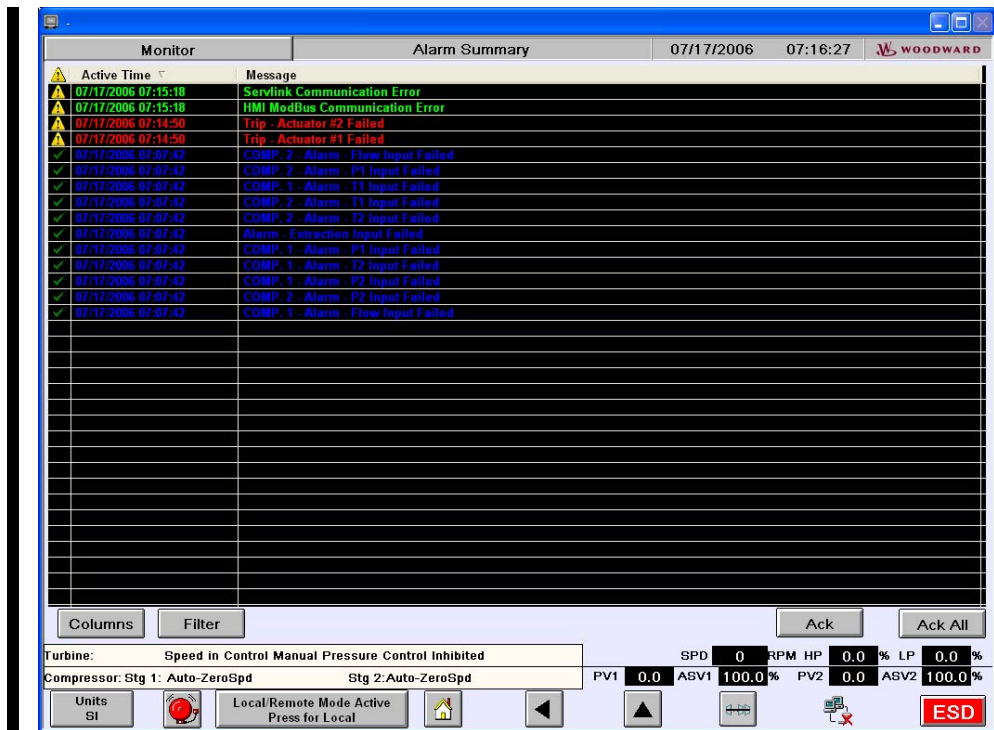 -
Monitor Alarm Summary 07/17/2006 07:16:27 WOODWARD
Active Time Message
07/17/2006 07:15:18 Servlink Communication Error
07/17/2006 07:15:18 HMI ModBus Communication Error
07/17/2006 07:14:50 Trip - Actuator #2 Failed
07/17/2006 07:14:50 Trip - Actuator #1 Failed
07/17/2006 07:07:42 COMP. 2 - Alarm - Flow Input Failed
07/17/2006 07:07:42 COMP. 2 - Alarm - P1 Input Failed
07/17/2006 07:07:42 COMP. 1 - Alarm - T1 Input Failed
07/17/2006 07:07:42 COMP. 2 - Alarm - T1 Input Failed
07/17/2006 07:07:42 COMP. 2 - Alarm - T2 Input Failed
07/17/2006 07:07:42 Alarm - Extraction Input Failed
07/17/2006 07:07:42 COMP. 1 - Alarm - P1 Input Failed
07/17/2006 07:07:42 COMP. 1 - Alarm - T2 Input Failed
07/17/2006 07:07:42 COMP. 1 - Alarm - P2 Input Failed
07/17/2006 07:07:42 COMP. 2 - Alarm - P2 Input Failed
07/17/2006 07:07:42 COMP. 1 - Alarm - Flow Input Failed
Columns Filter Ack Ack All
Turbine: Speed in Control Manual Pressure Control Inhibited SPD 0 RPM HP 0.0 % LP 0.0 %
Compressor: Stg 1: Auto-ZeroSpd Stg 2:Auto-ZeroSpd PV1 0.0 ASV1 100.0 % PV2 0.0 ASV2 100.0 %
Units
SI
Local/Remote Mode Active
Press for Local
ESD